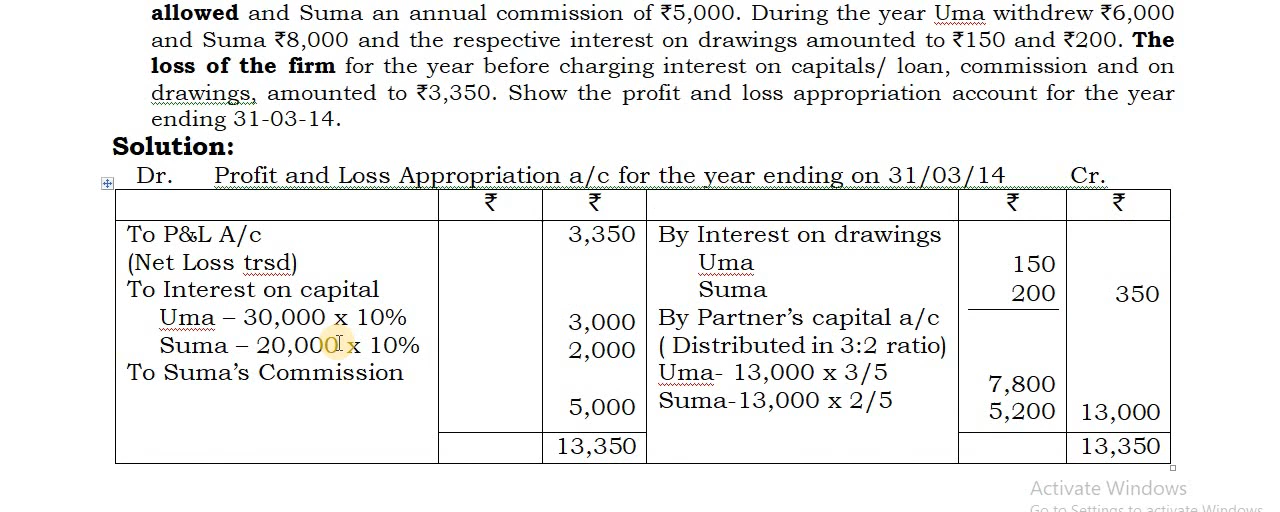 allowed and Suma an annual commission of ₹5,000. During the year Uma withdrew ₹6,000
and Suma ₹8,000 and the respective interest on drawings amounted to ₹150 and ₹200. The
loss of the firm for the year before charging interest on capitals/ loan, commission and on
drawings, amounted to ₹3,350. Show the profit and loss appropriation account for the year
ending 31-03-14.
Solution:
Dr. Profit and Loss Appropriation a/c for the year ending on 31/03/14 Cr.
₹ ₹ ₹ ₹
To P&L A/c 3,350 By Interest on drawings
(Net Loss trsd) Uma 150
To Interest on capital Suma 200 350
Uma – 30,000 x 10% 3,000 By Partner's capital a/c
Suma – 20,000 x 10% 2,000 ( Distributed in 3:2 ratio)
To Suma's Commission Uma- 13,000 x 3/5 7,800
5,000 Suma-13,000 x 2/5 5,200 13,000
13,350 13,350
Activate Windows
Go to Settings to activate Windows